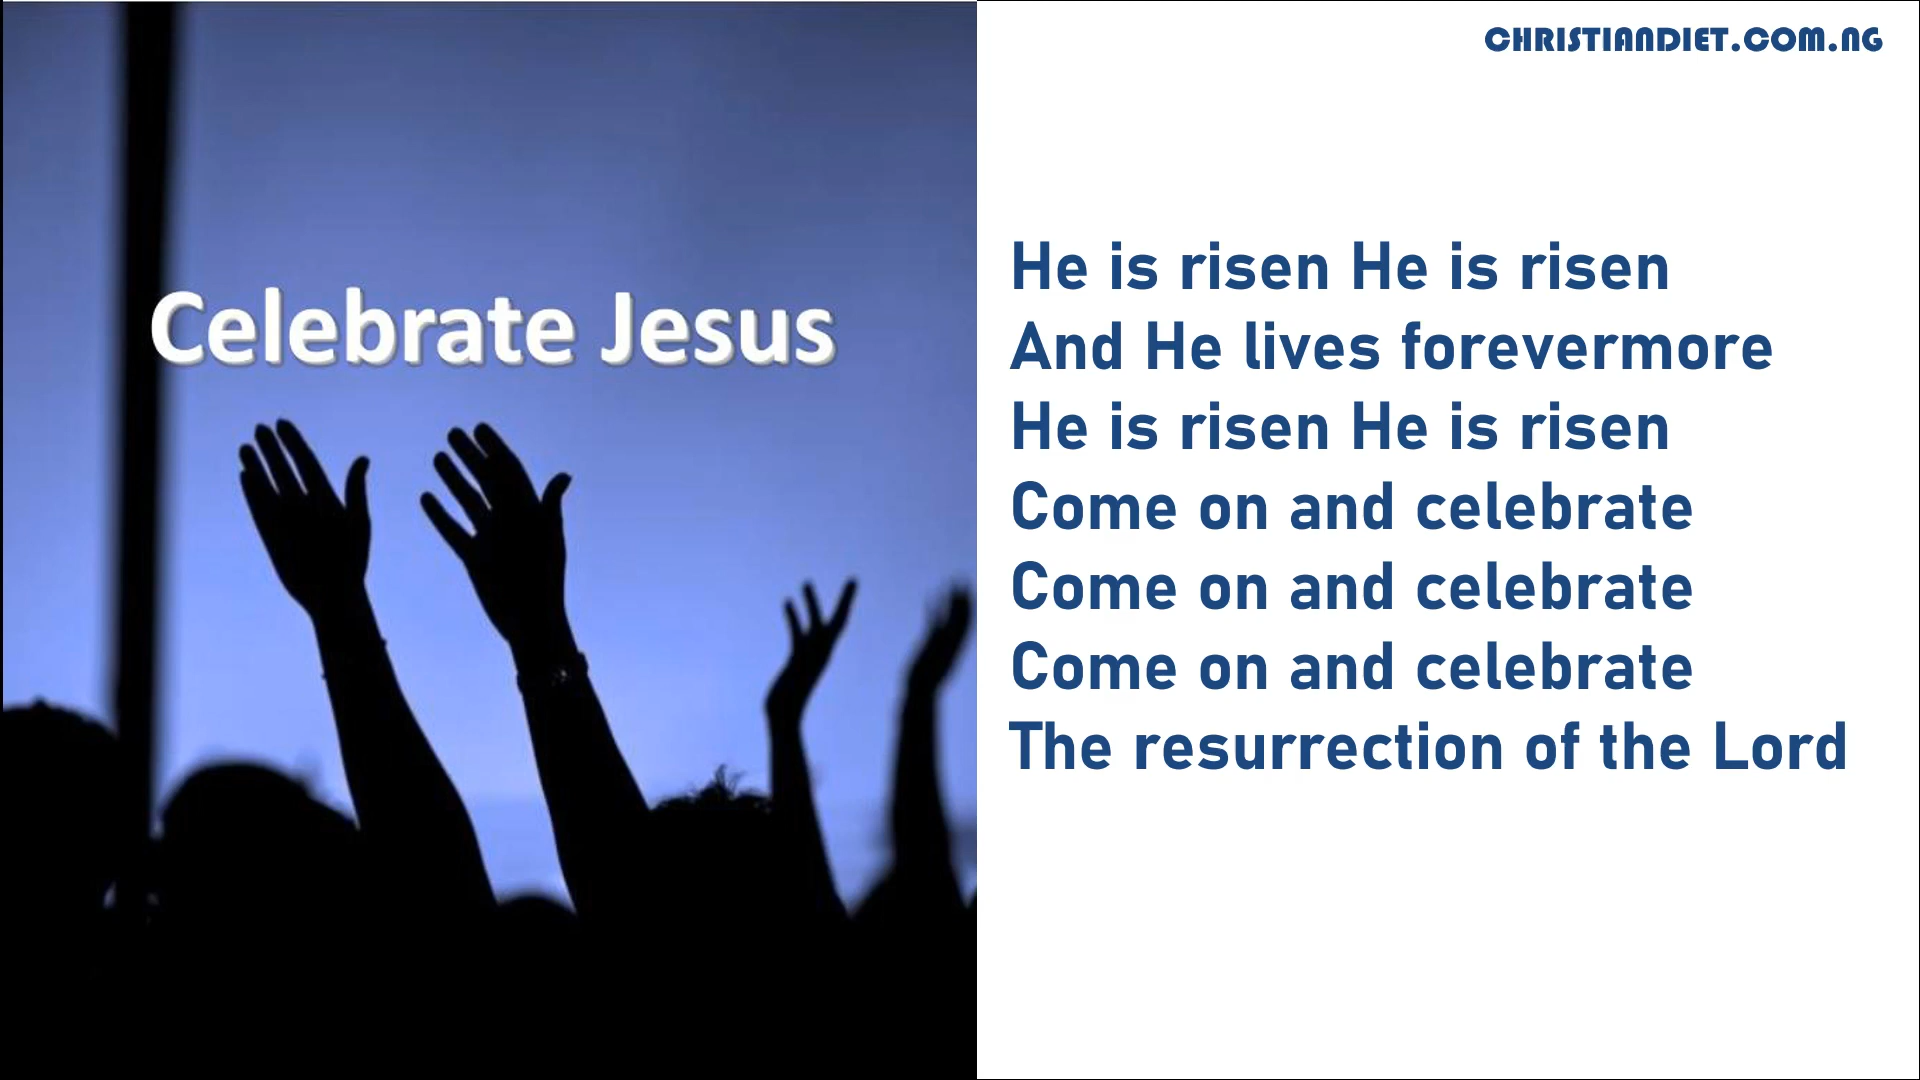 Celebrate Jesus
CHRISTIANDIET.COM.NG
He is risen He is risen
And He lives forevermore
He is risen He is risen
Come on and celebrate
Come on and celebrate
Come on and celebrate
The resurrection of the Lord